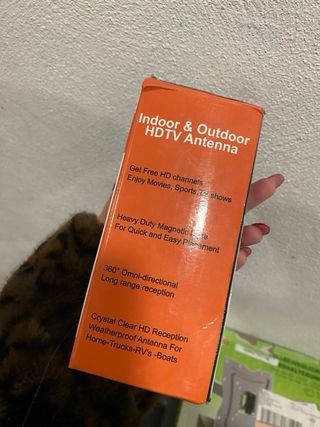 Indoor & Outdoor
HDTV Antenna
Get Free HD channels
Enjoy Movies, Sports, shows
Heavy Duty Magnetic Base
For Quick and Easy Placement
360° Omni-directional
Long range reception
Crystal Clear HD Reception
Weatherproof Antenna For
Home-Trucks-RV's -Boats